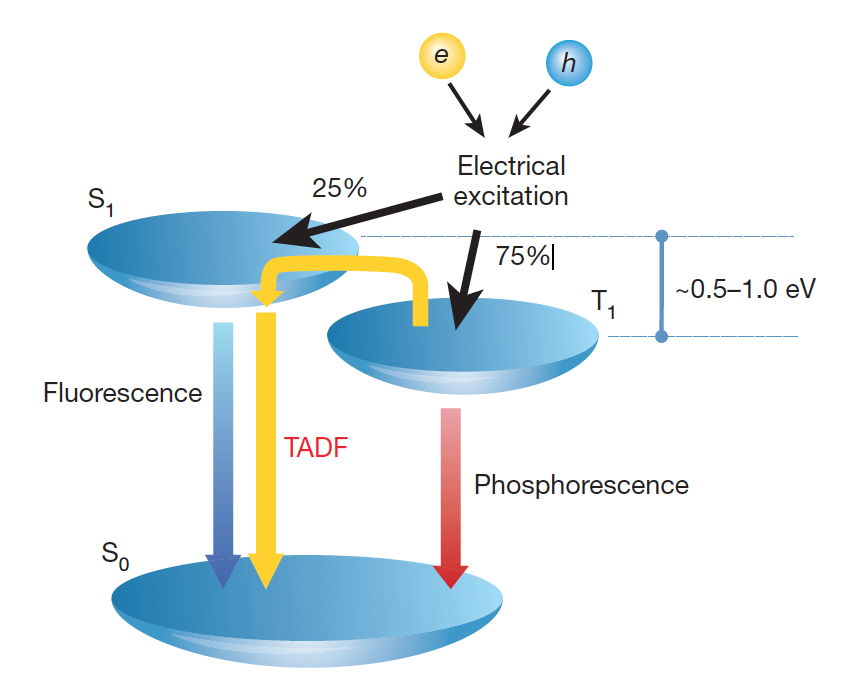 e
h
Electrical
excitation
25%
S1
75%
T1
~0.5–1.0 eV
Fluorescence
TADF
Phosphorescence
S0